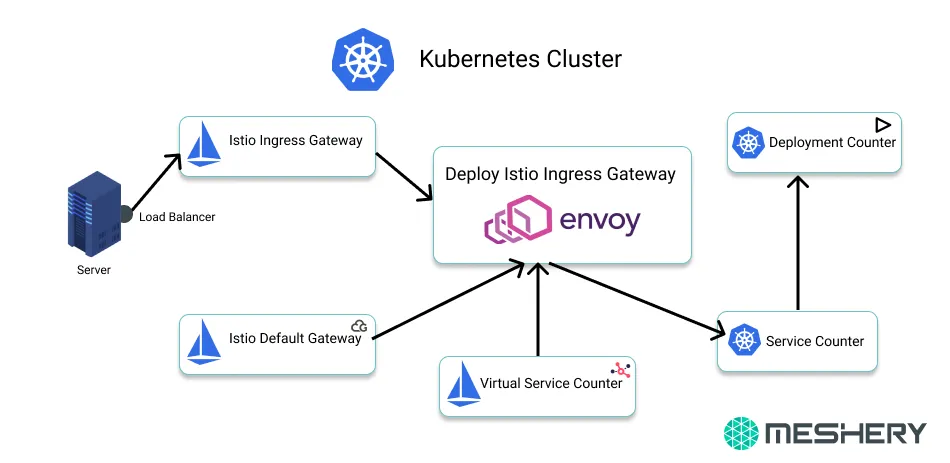 Kubernetes Cluster
Istio Ingress Gateway
Deployment Counter
Deploy Istio Ingress Gateway
envoy
Load Balancer
Server
Istio Default Gateway
Service Counter
Virtual Service Counter
MESHERY